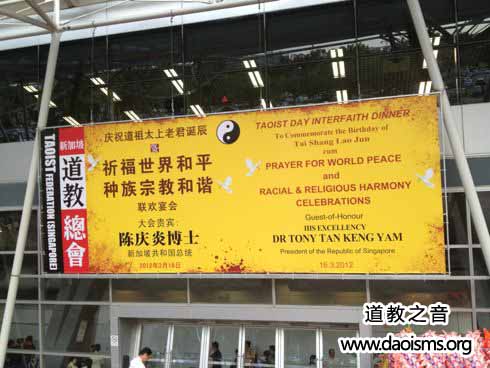 新加坡
道教總會
TAOIST FEDERATION (SINGAPORE)
庆祝道祖太上老君诞辰
暨
祈福世界和平
种族宗教和谐
联欢宴会
大会贵宾:
陈庆炎博士
新加坡共和国总统
2012年3月16日
TAOIST DAY INTERFAITH DINNER
To Commemorate the Birthday of
Tai Shang Lao Jun
cum
PRAYER FOR WORLD PEACE
and
RACIAL & RELIGIOUS HARMONY
CELEBRATIONS
Guest-of-Honour
HIS EXCELLENCY
DR TONY TAN KENG YAM
President of the Republic of Singapore
16.3.2012
道教之音
www.daoisms.org